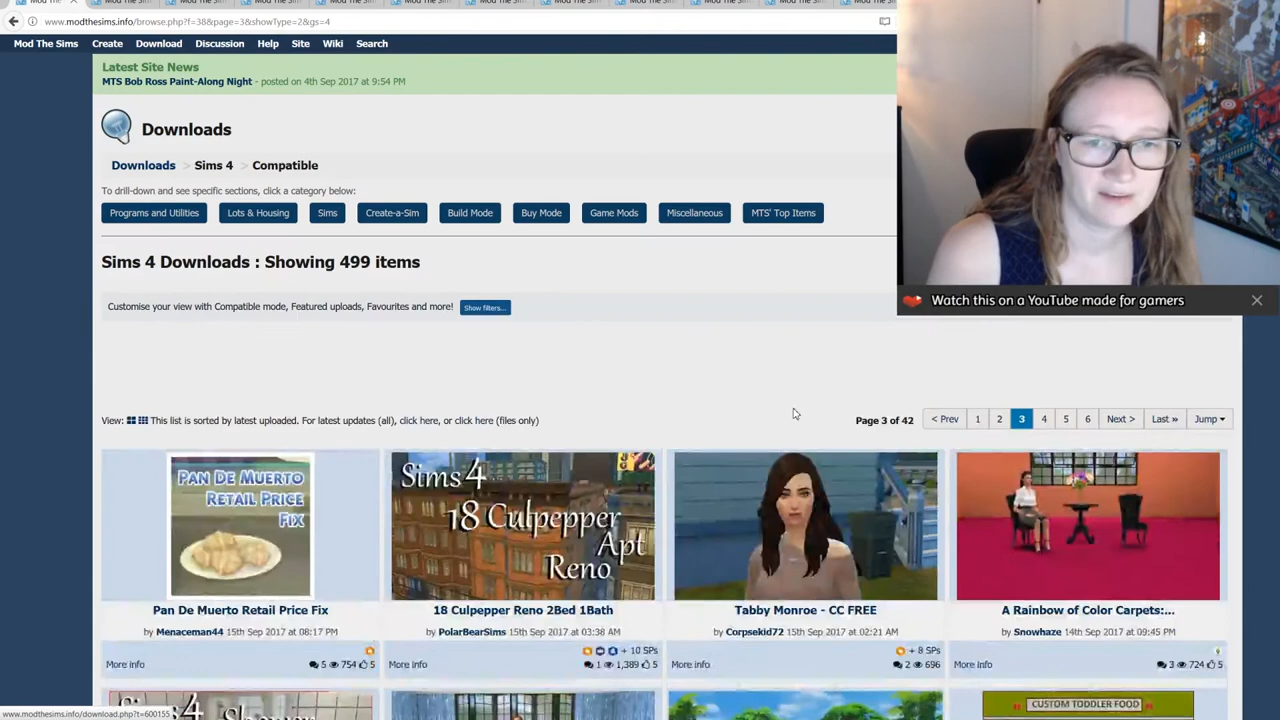 www.modthesims.info/browse.php?f=38&page=3&showType=2&gs=4
Mod The Sims Create Download Discussion Help Site Wiki Search
Latest Site News
MTS Bob Ross Paint-Along Night - posted on 4th Sep 2017 at 9:54 PM
Downloads
Downloads > Sims 4 > Compatible
To drill-down and see specific sections, click a category below:
Programs and Utilities Lots & Housing Sims Create-a-Sim Build Mode Buy Mode Game Mods Miscellaneous MTS' Top Items
Sims 4 Downloads : Showing 499 items
Watch this on a YouTube made for gamers
Customise your view with Compatible mode, Featured uploads, Favourites and more! Show filters...
View: This list is sorted by latest uploaded. For latest updates (all), click here, or click here (files only)
Page 3 of 42 < Prev 1 2 3 4 5 6 Next > Last » Jump
PAN DE MUERTO
RETAIL PRICE
FIX
Sims 4
18 Culpepper
Apt
Reno
Pan De Muerto Retail Price Fix
by Menaceman44 15th Sep 2017 at 08:17 PM
More info 5 754 5
18 Culpepper Reno 2Bed 1Bath
by PolarBearSims 15th Sep 2017 at 03:38 AM
+ 10 SPs
More info 1 1,389 5
Tabby Monroe - CC FREE
by Corpsekid72 15th Sep 2017 at 02:21 AM
+ 8 SPs
More info 2 696
A Rainbow of Color Carpets:...
by Snowhaze 14th Sep 2017 at 09:45 PM
More info 3 724 5
CUSTOM TODDLER FOOD
www.modthesims.info/download.php?t=600155